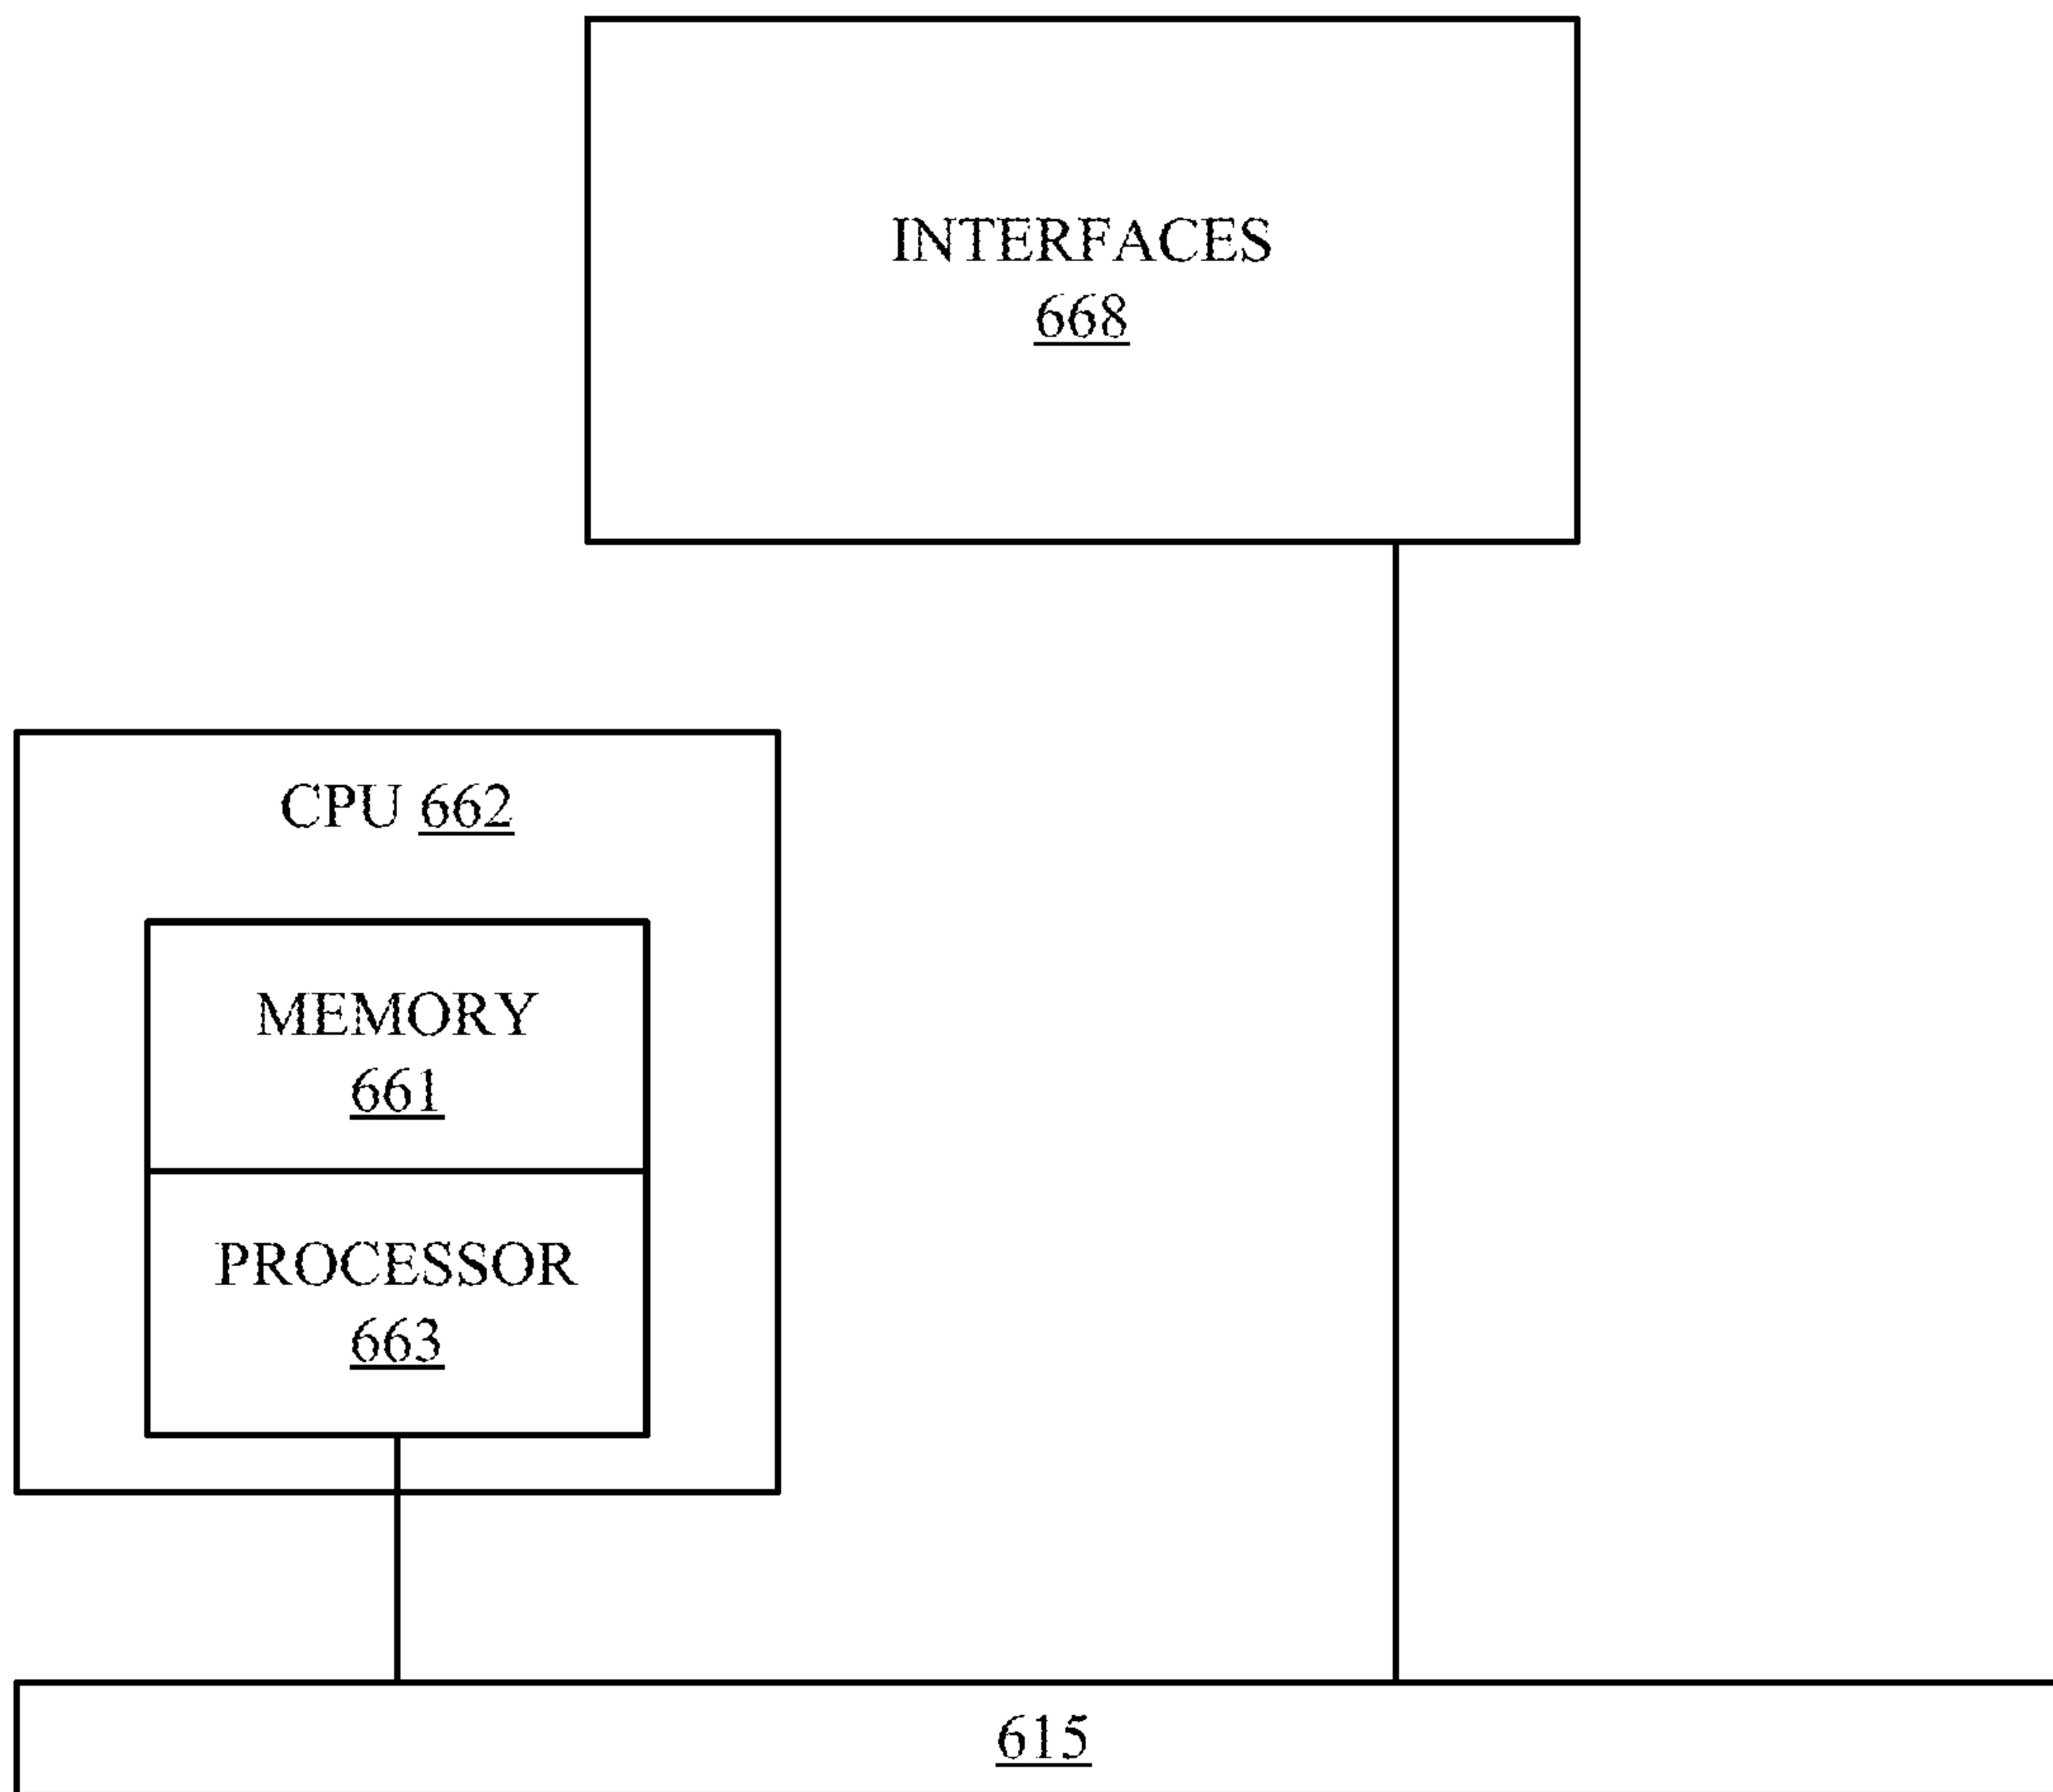 INTERFACES
668
CPU 662
MEMORY
661
PROCESSOR
663
615